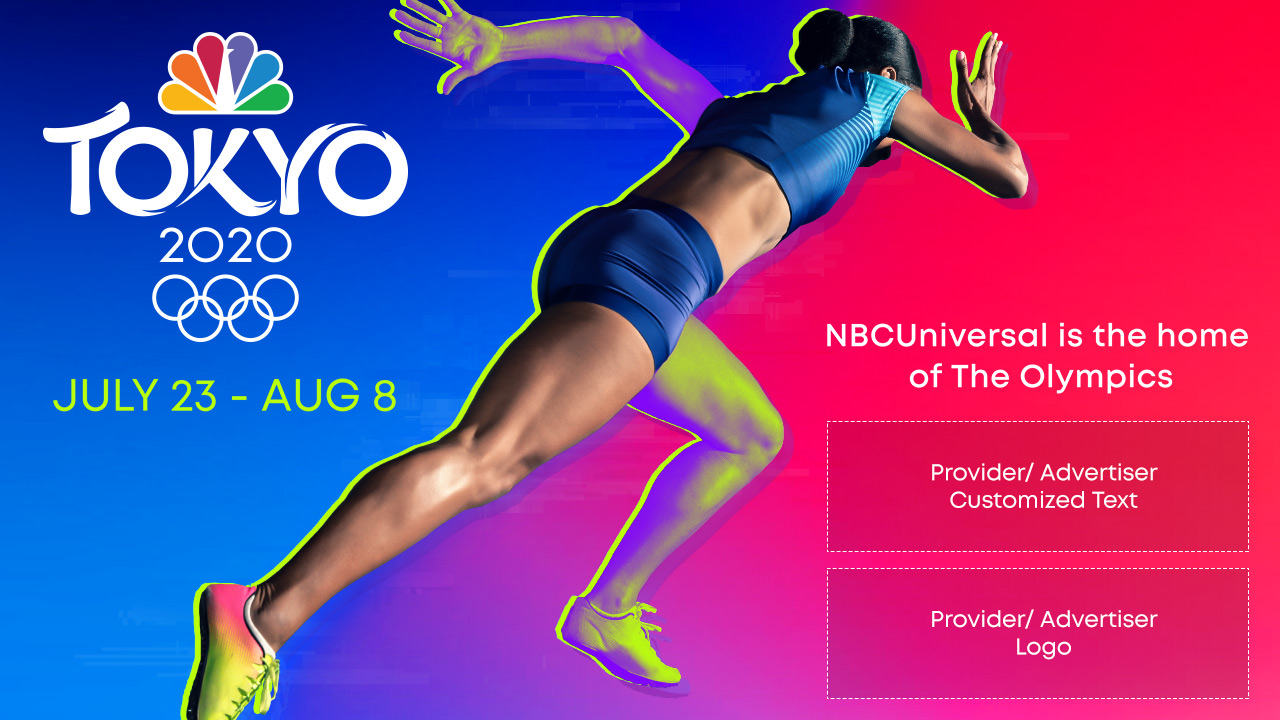 TOKYO
2020
JULY 23 - AUG 8
NBCUniversal is the home
of The Olympics
Provider/ Advertiser
Customized Text
Provider/ Advertiser
Logo